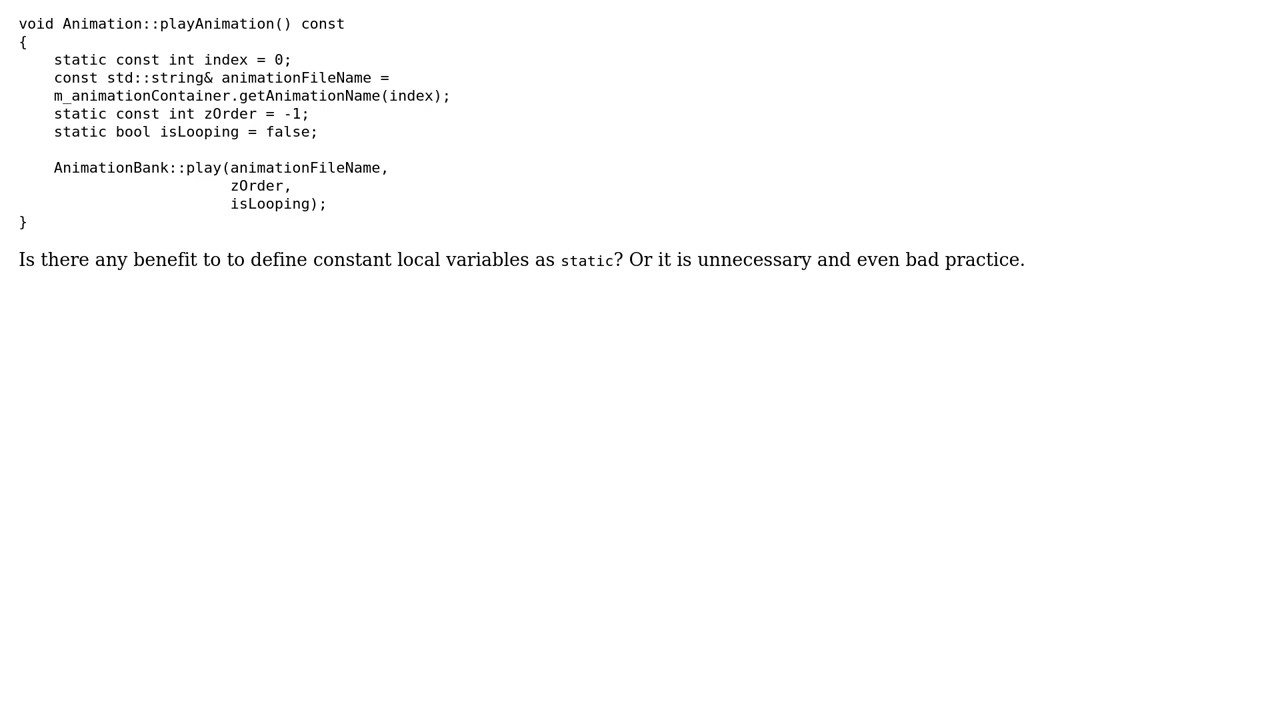 void Animation::playAnimation() const
{
    static const int index = 0;
    const std::string& animationFileName =
    m_animationContainer.getAnimationName(index);
    static const int zOrder = -1;
    static bool isLooping = false;

    AnimationBank::play(animationFileName,
                        zOrder,
                        isLooping);
}
Is there any benefit to to define constant local variables as static? Or it is unnecessary and even bad practice.